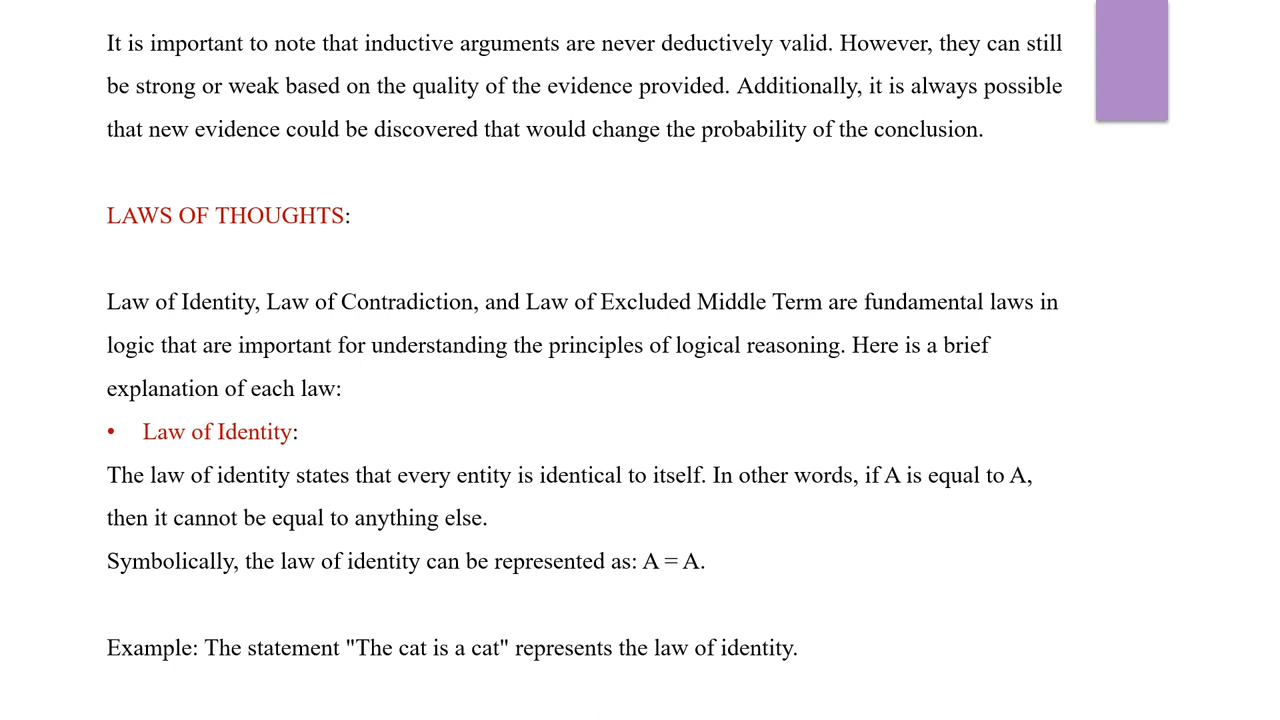 It is important to note that inductive arguments are never deductively valid. However, they can still
be strong or weak based on the quality of the evidence provided. Additionally, it is always possible
that new evidence could be discovered that would change the probability of the conclusion.
LAWS OF THOUGHTS:
Law of Identity, Law of Contradiction, and Law of Excluded Middle Term are fundamental laws in
logic that are important for understanding the principles of logical reasoning. Here is a brief
explanation of each law:
• Law of Identity:
The law of identity states that every entity is identical to itself. In other words, if A is equal to A,
then it cannot be equal to anything else.
Symbolically, the law of identity can be represented as: A = A.
Example: The statement "The cat is a cat" represents the law of identity.